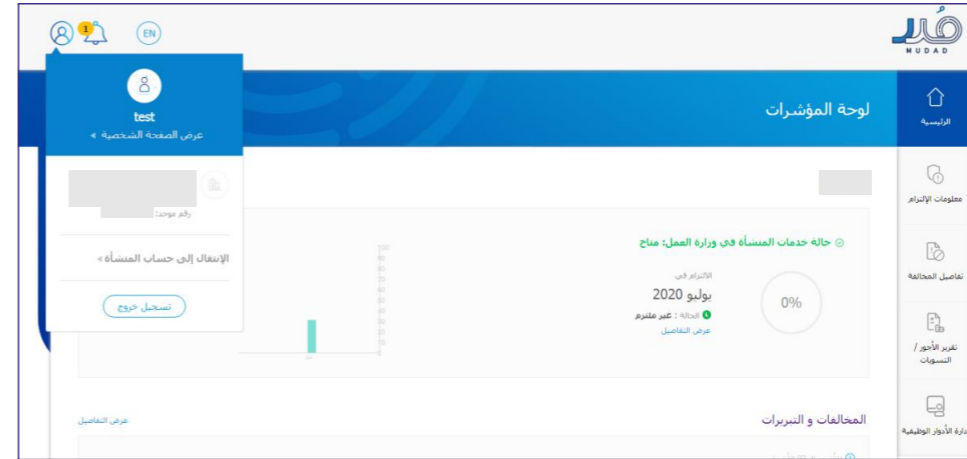 مُدد
MUDAD
EN
1
test
عرض الصفحة الشخصية
رقم موحد:
الإنتقال إلى حساب المنشأة
تسجيل خروج
لوحة المؤشرات
الرئيسية
معلومات الإلتزام
تفاصيل المخالفة
تقرير الأجور /
التسويات
دارة الأدوار الوظيفية
حالة خدمات المنشأة في وزارة العمل: متاح
الالتزام في
يوليو 2020
الحالة : غير ملتزم
عرض التفاصيل
0%
100
المخالفات و التبريرات
عرض التفاصيل